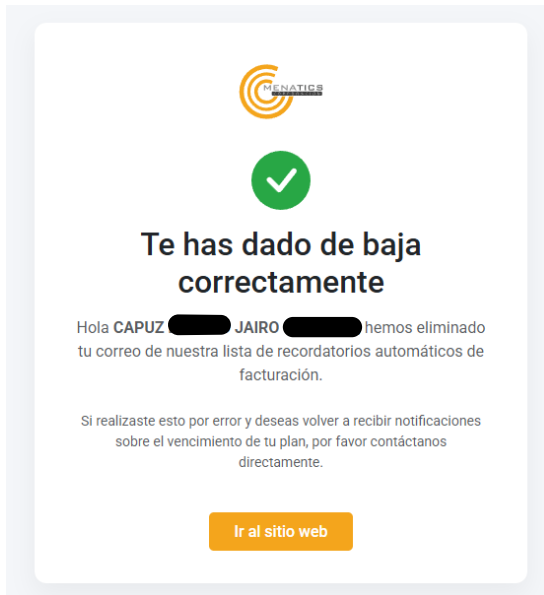 MENATICS
CORPORATION
Te has dado de baja
correctamente
Hola CAPUZ JAIRO hemos eliminado
tu correo de nuestra lista de recordatorios automáticos de
facturación.
Si realizaste esto por error y deseas volver a recibir notificaciones
sobre el vencimiento de tu plan, por favor contáctanos
directamente.
Ir al sitio web